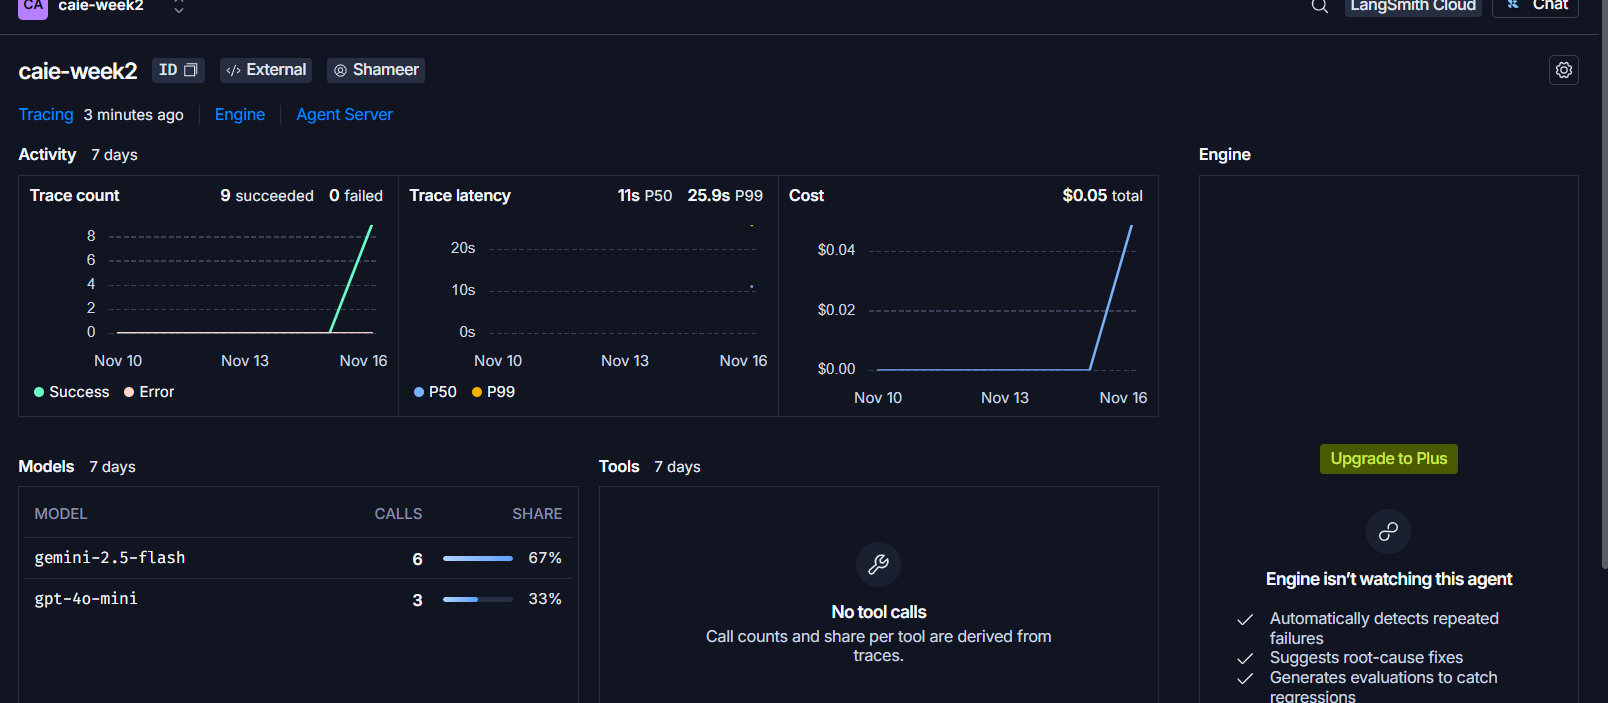 CA caie-week2
LangSmith Cloud
Chat
caie-week2 ID External Shameer
Tracing 3 minutes ago Engine Agent Server
Activity 7 days
Trace count 9 succeeded 0 failed
8
6
4
2
0
Nov 10 Nov 13 Nov 16
Success Error
Trace latency 11s P50 25.9s P99
20s
10s
0s
Nov 10 Nov 13 Nov 16
P50 P99
Cost $0.05 total
$0.04
$0.02
$0.00
Nov 10 Nov 13 Nov 16
Models 7 days
MODEL CALLS SHARE
gemini-2.5-flash 6 67%
gpt-4o-mini 3 33%
Tools 7 days
No tool calls
Call counts and share per tool are derived from
traces.
Engine
Upgrade to Plus
Engine isn't watching this agent
Automatically detects repeated
failures
Suggests root-cause fixes
Generates evaluations to catch
regressions